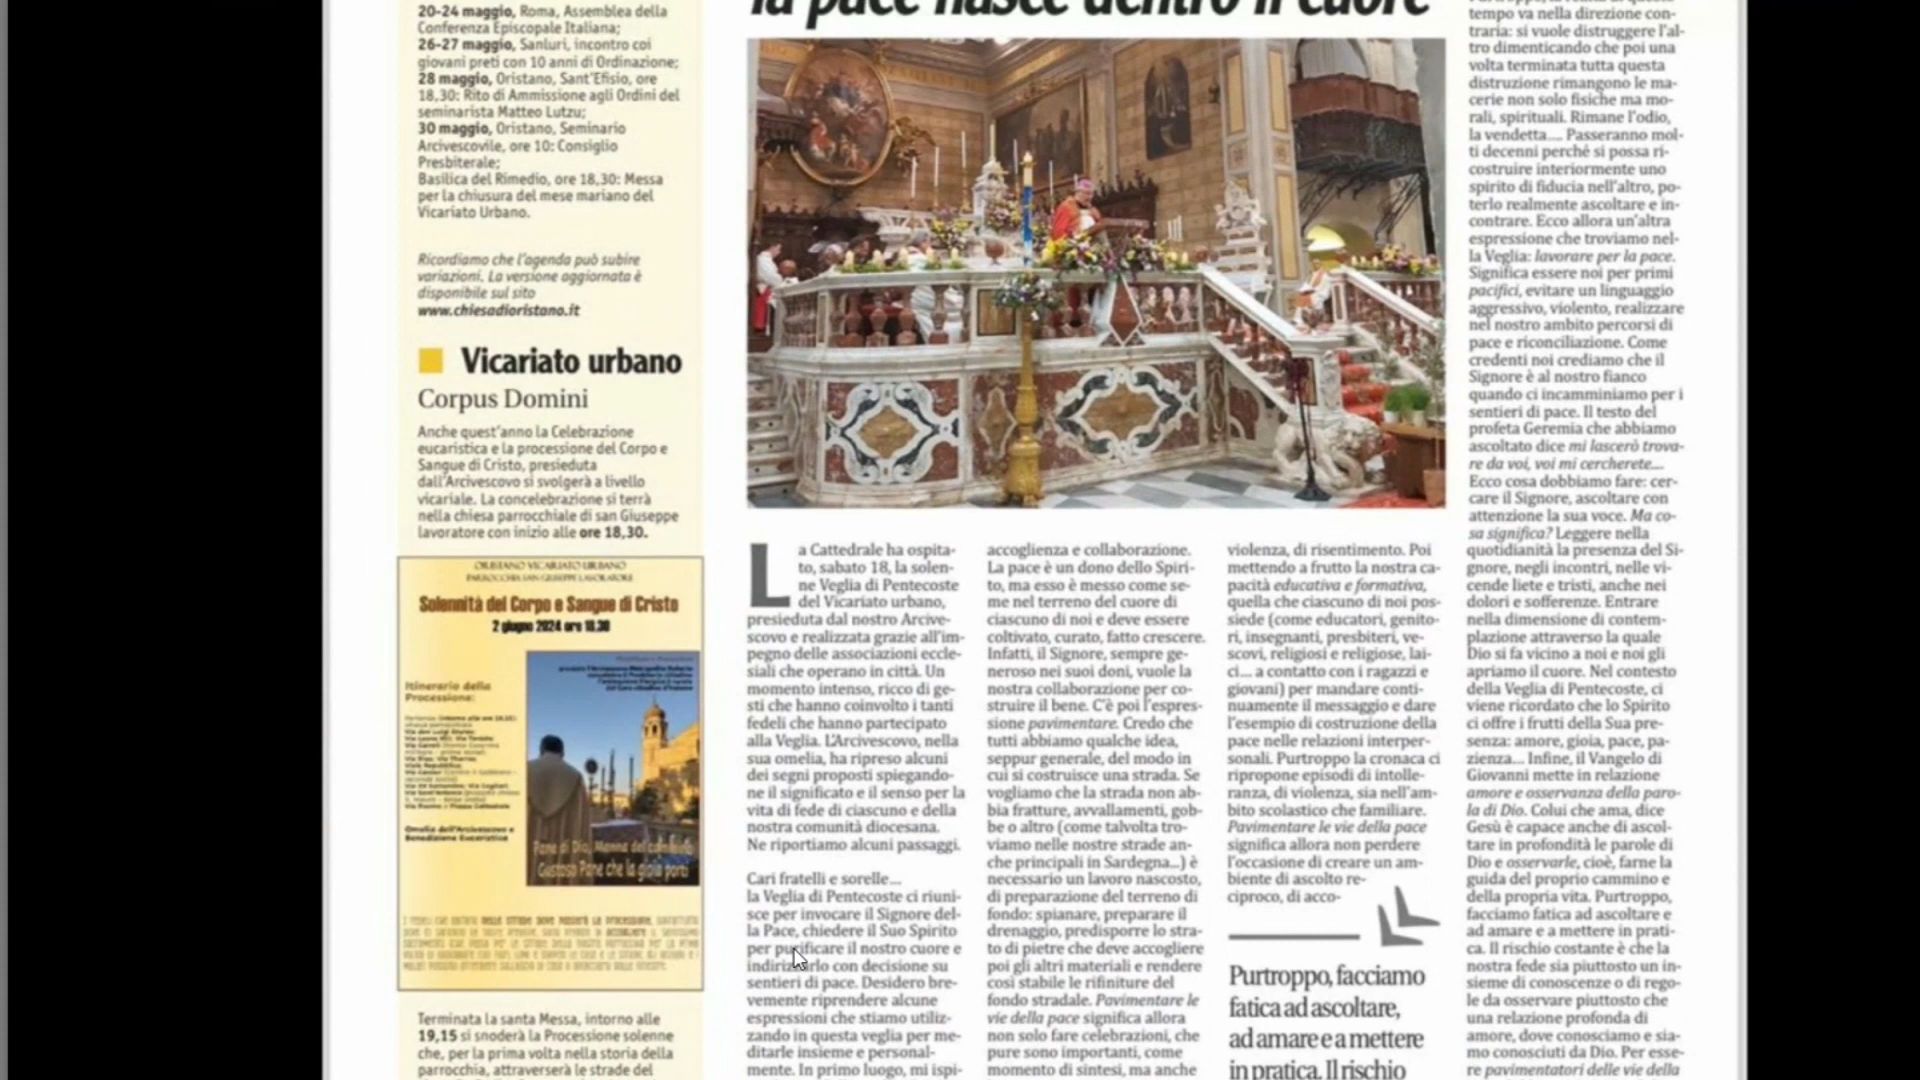 20-24 maggio, Roma, Assemblea della
Conferenza Episcopale Italiana;
26-27 maggio, Sanluri, incontro coi
giovani preti con 10 anni di Ordinazione;
28 maggio, Oristano, Sant'Efisio, ore
18,30: Rito di Ammissione agli Ordini del
seminarista Matteo Lutzu;
30 maggio, Oristano, Seminario
Arcivescovile, ore 10: Consiglio
Presbiterale;
Basilica del Rimedio, ore 18,30: Messa
per la chiusura del mese mariano del
Vicariato Urbano.
Ricordiamo che l'agenda può subire
variazioni. La versione aggiornata è
disponibile sul sito
www.chiesadioristano.it
Vicariato urbano
Corpus Domini
Anche quest'anno la Celebrazione
eucaristica e la processione del Corpo e
Sangue di Cristo, presieduta
dall'Arcivescovo si svolgerà a livello
vicariale. La concelebrazione si terrà
nella chiesa parrocchiale di san Giuseppe
lavoratore con inizio alle ore 18,30.
ORISTANO VICARIATO URBANO
PARROCCHIA SAN GIUSEPPE LAVORATORE
Solennità del Corpo e Sangue di Cristo
2 giugno 2024 ore 18.30
Itinerario della
Processione:
Omelia dell'Arcivescovo e
Benedizione Eucaristica
Pane di Dio, Manna del cammino
Gustoso Pane che la gioia porti
Terminata la santa Messa, intorno alle
19,15 si snoderà la Processione solenne
che, per la prima volta nella storia della
parrocchia, attraverserà le strade del
la pace nasce dentro il cuore
La Cattedrale ha ospita-
to, sabato 18, la solen-
ne Veglia di Pentecoste
del Vicariato urbano,
presieduta dal nostro Arcive-
scovo e realizzata grazie all'im-
pegno delle associazioni eccle-
siali che operano in città. Un
momento intenso, ricco di ge-
sti che hanno coinvolto i tanti
fedeli che hanno partecipato
alla Veglia. L'Arcivescovo, nella
sua omelia, ha ripreso alcuni
dei segni proposti spiegando-
ne il significato e il senso per la
vita di fede di ciascuno e della
nostra comunità diocesana.
Ne riportiamo alcuni passaggi.
Cari fratelli e sorelle...
la Veglia di Pentecoste ci riuni-
sce per invocare il Signore del-
la Pace, chiedere il Suo Spirito
per purificare il nostro cuore e
indirizzarlo con decisione su
sentieri di pace. Desidero bre-
vemente riprendere alcune
espressioni che stiamo utiliz-
zando in questa veglia per me-
ditarle insieme e personal-
mente. In primo luogo, mi ispi-
accoglienza e collaborazione.
La pace è un dono dello Spiri-
to, ma esso è messo come se-
me nel terreno del cuore di
ciascuno di noi e deve essere
coltivato, curato, fatto crescere.
Infatti, il Signore, sempre ge-
neroso nei suoi doni, vuole la
nostra collaborazione per co-
struire il bene. C'è poi l'espres-
sione pavimentare. Credo che
tutti abbiamo qualche idea,
seppur generale, del modo in
cui si costruisce una strada. Se
vogliamo che la strada non ab-
bia fratture, avvallamenti, gob-
be o altro (come talvolta tro-
viamo nelle nostre strade an-
che principali in Sardegna...) è
necessario un lavoro nascosto,
di preparazione del terreno di
fondo: spianare, preparare il
drenaggio, predisporre lo stra-
to di pietre che deve accogliere
poi gli altri materiali e rendere
così stabile le rifiniture del
fondo stradale. Pavimentare le
vie della pace significa allora
non solo fare celebrazioni, che
pure sono importanti, come
momento di sintesi, ma anche
violenza, di risentimento. Poi
mettendo a frutto la nostra ca-
pacità educativa e formativa,
quella che ciascuno di noi pos-
siede (come educatori, genito-
ri, insegnanti, presbiteri, ve-
scovi, religiosi e religiose, lai-
ci... a contatto con i ragazzi e
giovani) per mandare conti-
nuamente il messaggio e dare
l'esempio di costruzione della
pace nelle relazioni interper-
sonali. Purtroppo la cronaca ci
ripropone episodi di intolle-
ranza, di violenza, sia nell'am-
bito scolastico che familiare.
Pavimentare le vie della pace
significa allora non perdere
l'occasione di creare un am-
biente di ascolto re-
ciproco, di acco-
Purtroppo, facciamo
fatica ad ascoltare,
ad amare e a mettere
in pratica. Il rischio
tempo va nella direzione con-
traria: si vuole distruggere l'al-
tro dimenticando che poi una
volta terminata tutta questa
distruzione rimangono le ma-
cerie non solo fisiche ma mo-
rali, spirituali. Rimane l'odio,
la vendetta.... Passeranno mol-
ti decenni perché si possa ri-
costruire interiormente uno
spirito di fiducia nell'altro, po-
terlo realmente ascoltare e in-
contrare. Ecco allora un'altra
espressione che troviamo nel-
la Veglia: lavorare per la pace.
Significa essere noi per primi
pacifici, evitare un linguaggio
aggressivo, violento, realizzare
nel nostro ambito percorsi di
pace e riconciliazione. Come
credenti noi crediamo che il
Signore è al nostro fianco
quando ci incamminiamo per i
sentieri di pace. Il testo del
profeta Geremia che abbiamo
ascoltato dice mi lascerò trova-
re da voi, voi mi cercherete....
Ecco cosa dobbiamo fare: cer-
care il Signore, ascoltare con
attenzione la sua voce. Ma co-
sa significa? Leggere nella
quotidianità la presenza del Si-
gnore, negli incontri, nelle vi-
cende liete e tristi, anche nei
dolori e sofferenze. Entrare
nella dimensione di contem-
plazione attraverso la quale
Dio si fa vicino a noi e noi gli
apriamo il cuore. Nel contesto
della Veglia di Pentecoste, ci
viene ricordato che lo Spirito
ci offre i frutti della Sua pre-
senza: amore, gioia, pace, pa-
zienza... Infine, il Vangelo di
Giovanni mette in relazione
amore e osservanza della paro-
la di Dio. Colui che ama, dice
Gesù è capace anche di ascol-
tare in profondità le parole di
Dio e osservarle, cioè, farne la
guida del proprio cammino e
della propria vita. Purtroppo,
facciamo fatica ad ascoltare e
ad amare e a mettere in prati-
ca. Il rischio costante è che la
nostra fede sia piuttosto un in-
sieme di conoscenze o di rego-
le da osservare piuttosto che
una relazione profonda di
amore, dove conosciamo e sia-
mo conosciuti da Dio. Per esse-
re pavimentatori delle vie della